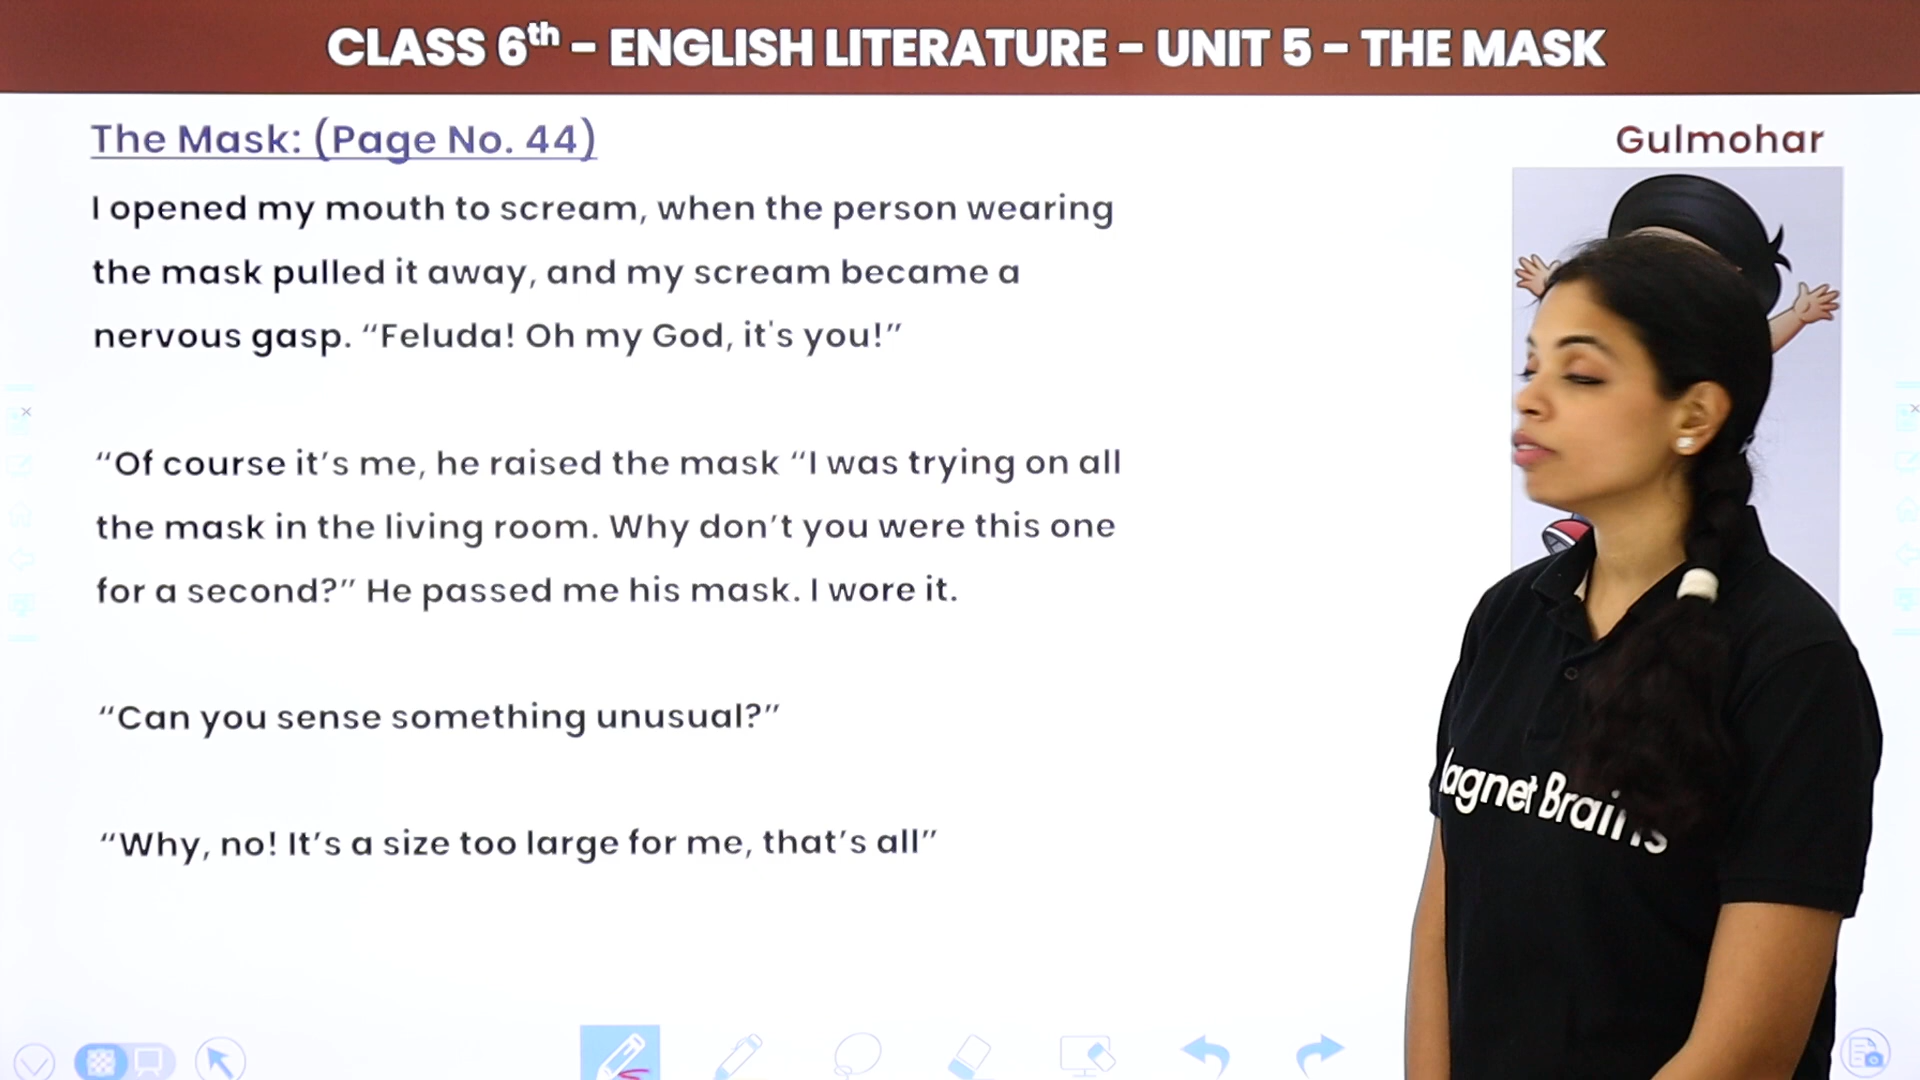 CLASS 6th – ENGLISH LITERATURE – UNIT 5 – THE MASK
The Mask: (Page No. 44)
Gulmohar
I opened my mouth to scream, when the person wearing
the mask pulled it away, and my scream became a
nervous gasp. “Feluda! Oh my God, it's you!”
“Of course it’s me, he raised the mask “I was trying on all
the mask in the living room. Why don’t you were this one
for a second?” He passed me his mask. I wore it.
“Can you sense something unusual?”
“Why, no! It’s a size too large for me, that’s all”
agnet Brains